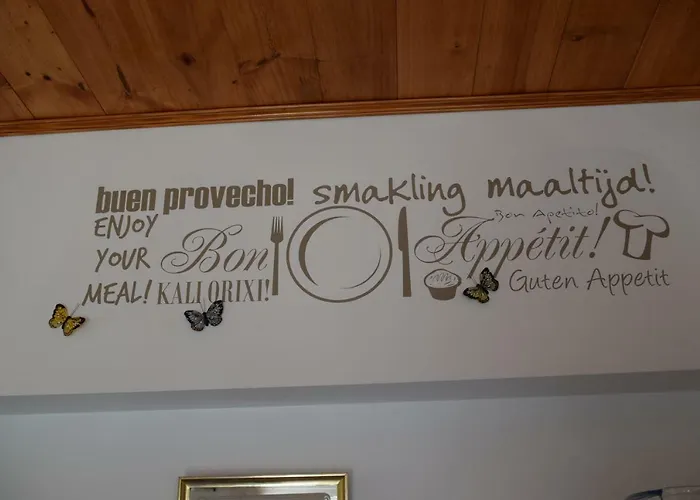 buen provecho! smakling maaltijd!
ENJOY
YOUR
MEAL!
Bon Appétit!
Bon Apetito!
KALI ORIXI!
Guten Appetit